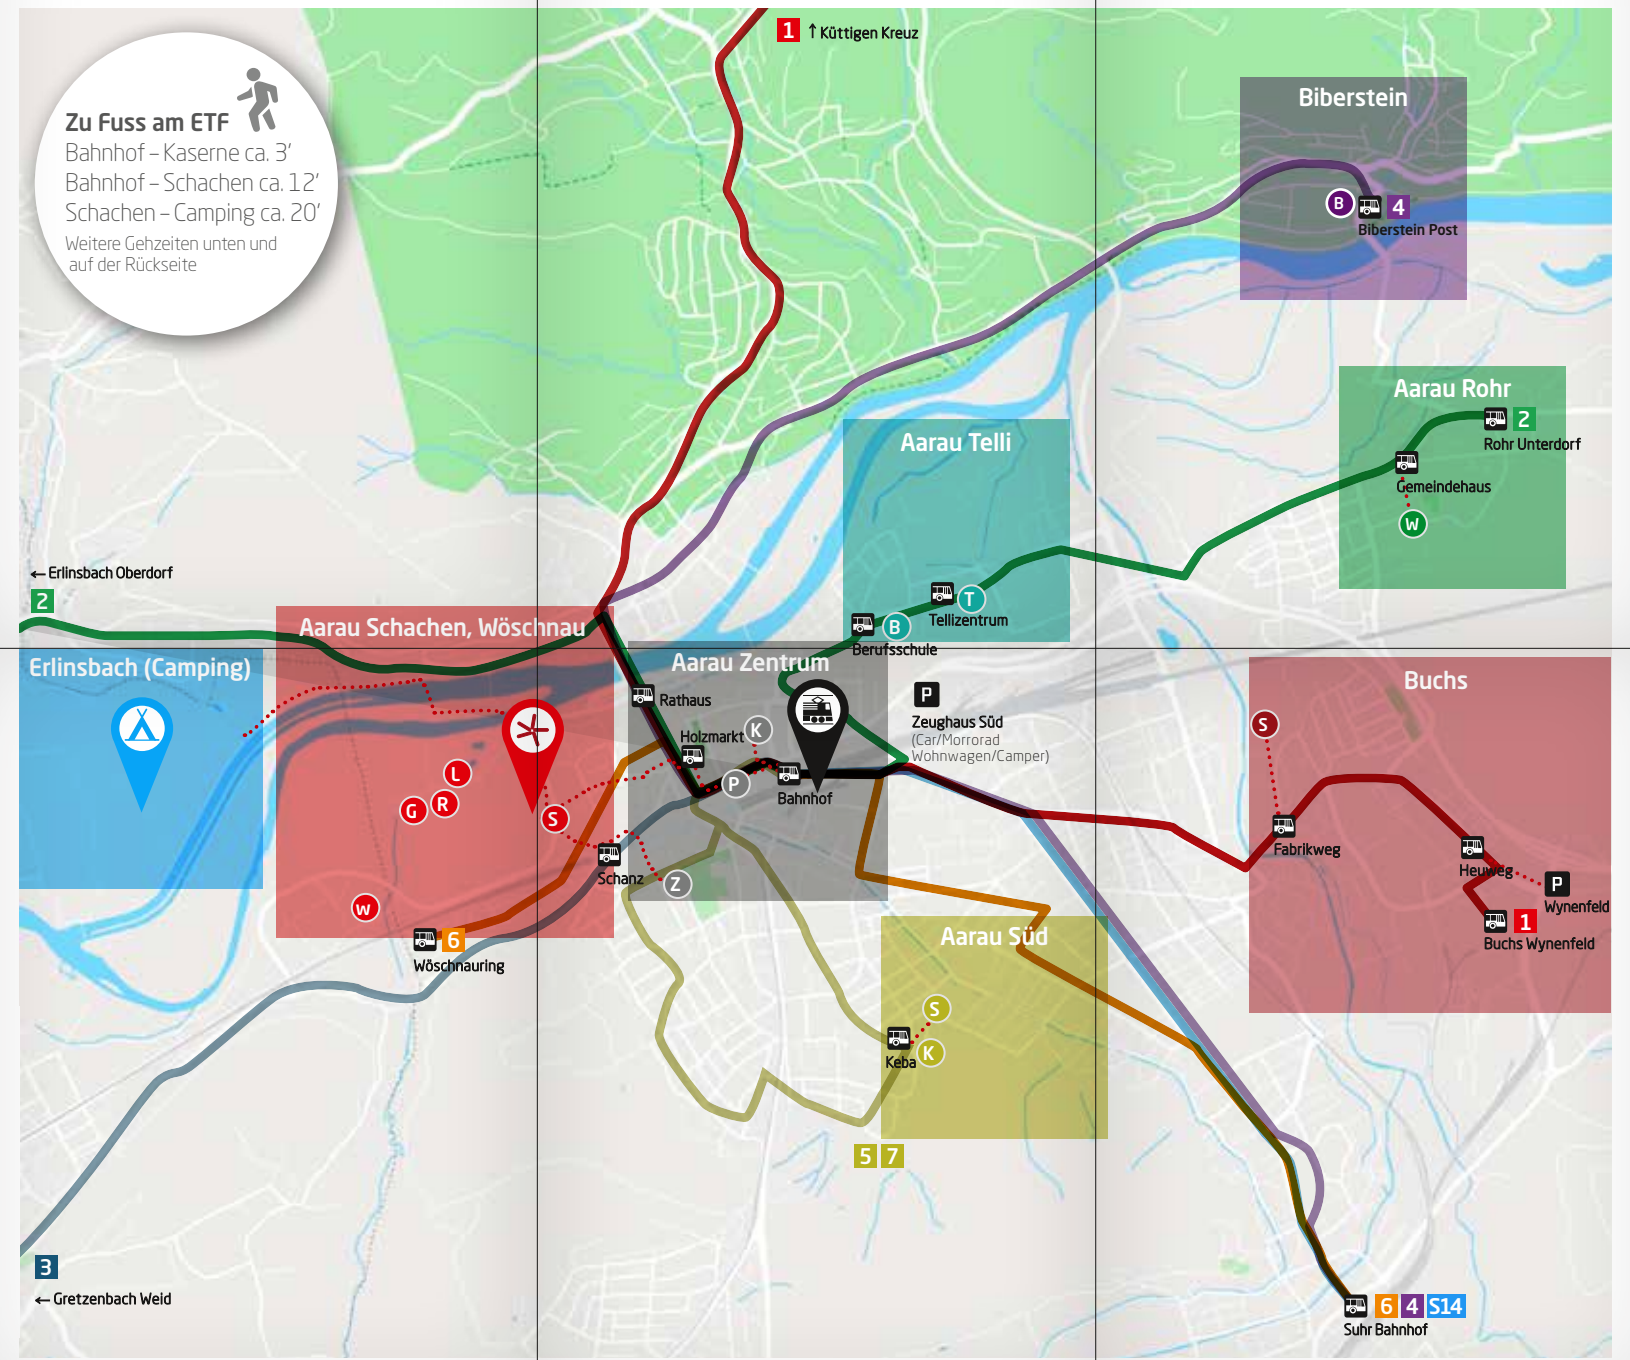 1 ↑ Küttigen Kreuz
Zu Fuss am ETF
Bahnhof – Kaserne ca. 3'
Bahnhof – Schachen ca. 12'
Schachen – Camping ca. 20'
Weitere Gehzeiten unten und
auf der Rückseite
Biberstein
B
4
Biberstein Post
Aarau Rohr
2
Rohr Unterdorf
Gemeindehaus
W
Aarau Telli
T
Tellizentrum
B
Berufsschule
← Erlinsbach Oberdorf
2
Aarau Schachen, Wöschnau
Erlinsbach (Camping)
L
R
G
S
W
Schanz
6
Wöschnauring
Aarau Zentrum
Rathaus
Holzmarkt
K
P
Bahnhof
Z
P
Zeughaus Süd
(Car/Morrorad
Wohnwagen/Camper)
Buchs
S
Fabrikweg
Heuweg
P
Wynenfeld
1
Buchs Wynenfeld
Aarau Süd
S
Keba
K
5 7
3
← Gretzenbach Weid
6 4 S14
Suhr Bahnhof